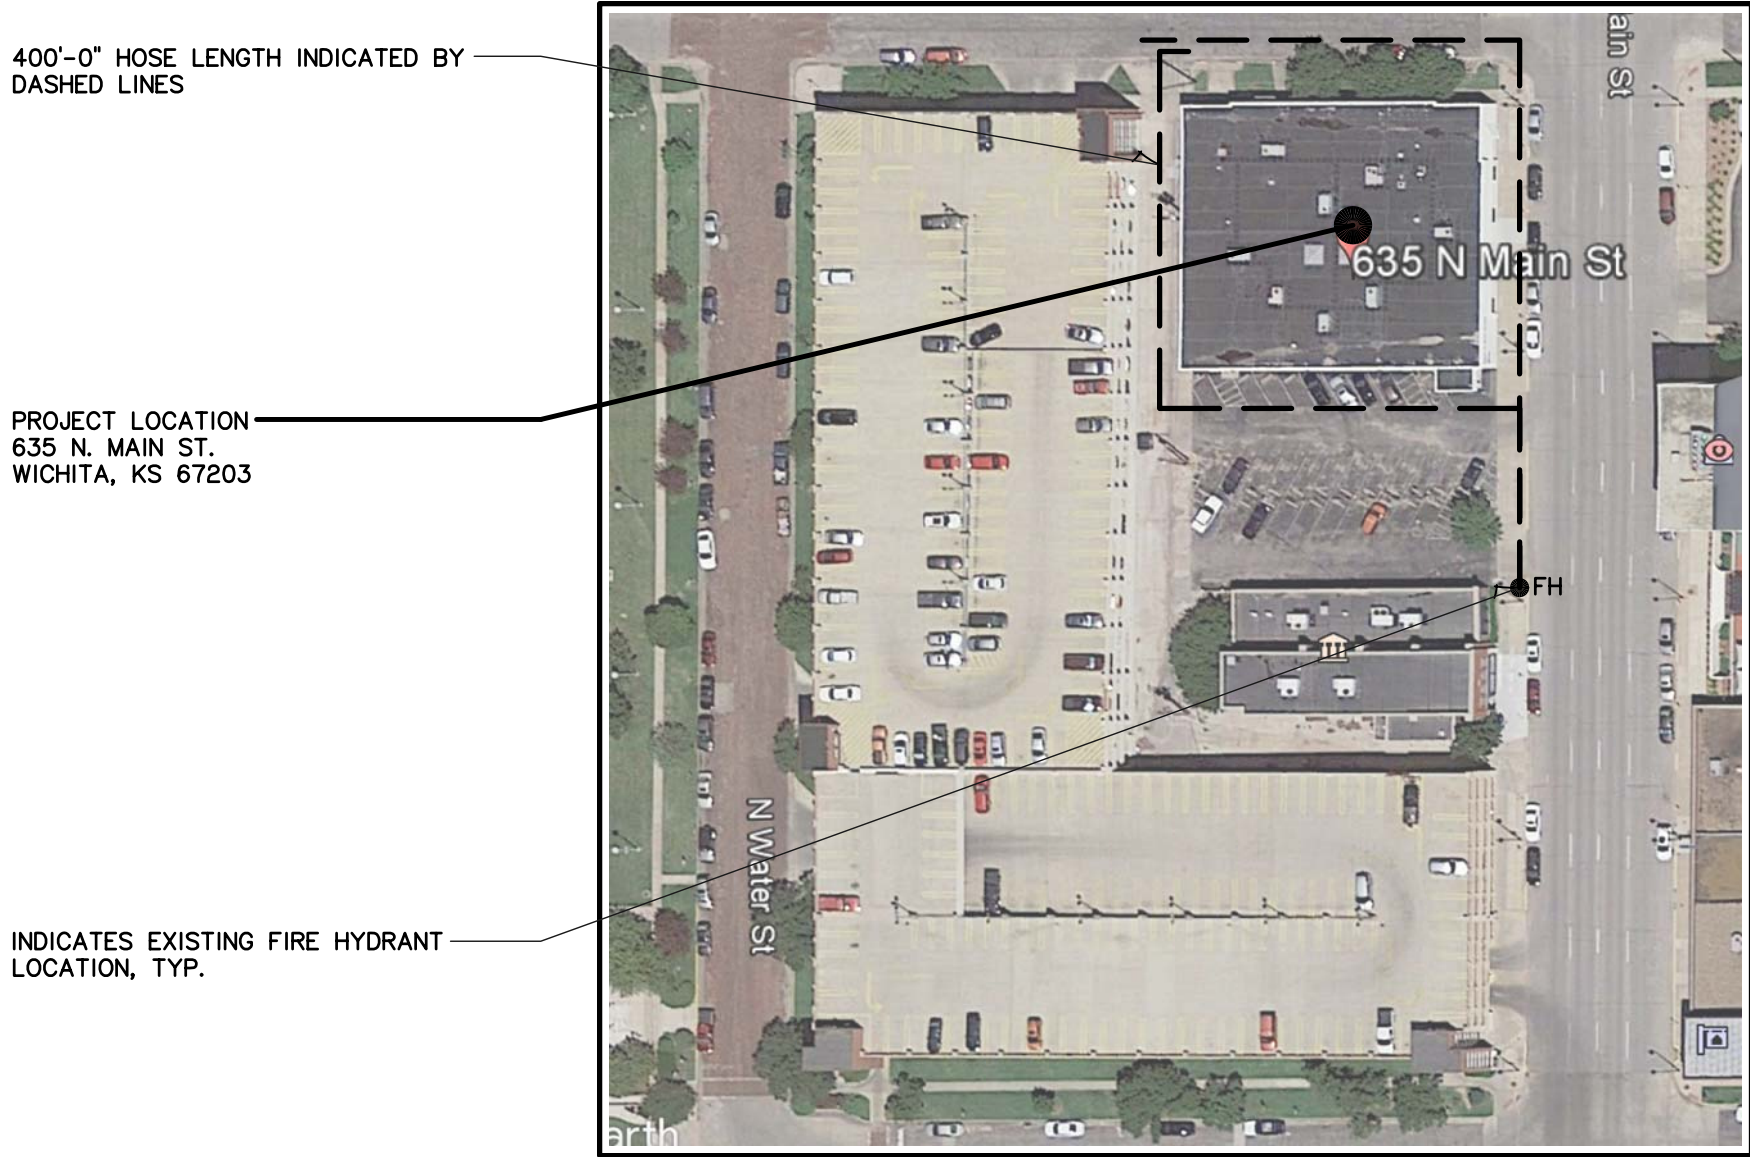 400'-0" HOSE LENGTH INDICATED BY
DASHED LINES
ain St
635 N Main St
PROJECT LOCATION
635 N. MAIN ST.
WICHITA, KS 67203
FH
N Water St
INDICATES EXISTING FIRE HYDRANT
LOCATION, TYP.
arth